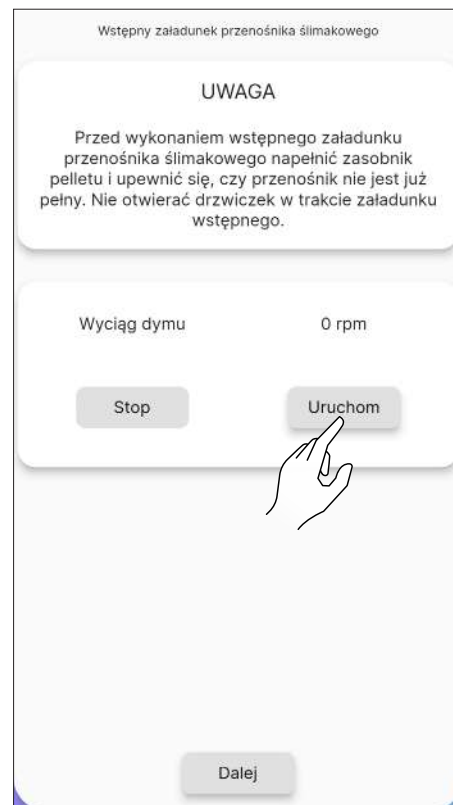 Wstępny załadunek przenośnika ślimakowego
UWAGA
Przed wykonaniem wstępnego załadunku
przenośnika ślimakowego napełnić zasobnik
pelletu i upewnić się, czy przenośnik nie jest już
pełny. Nie otwierać drzwiczek w trakcie załadunku
wstępnego.
Wyciąg dymu 0 rpm
Stop Uruchom
Dalej